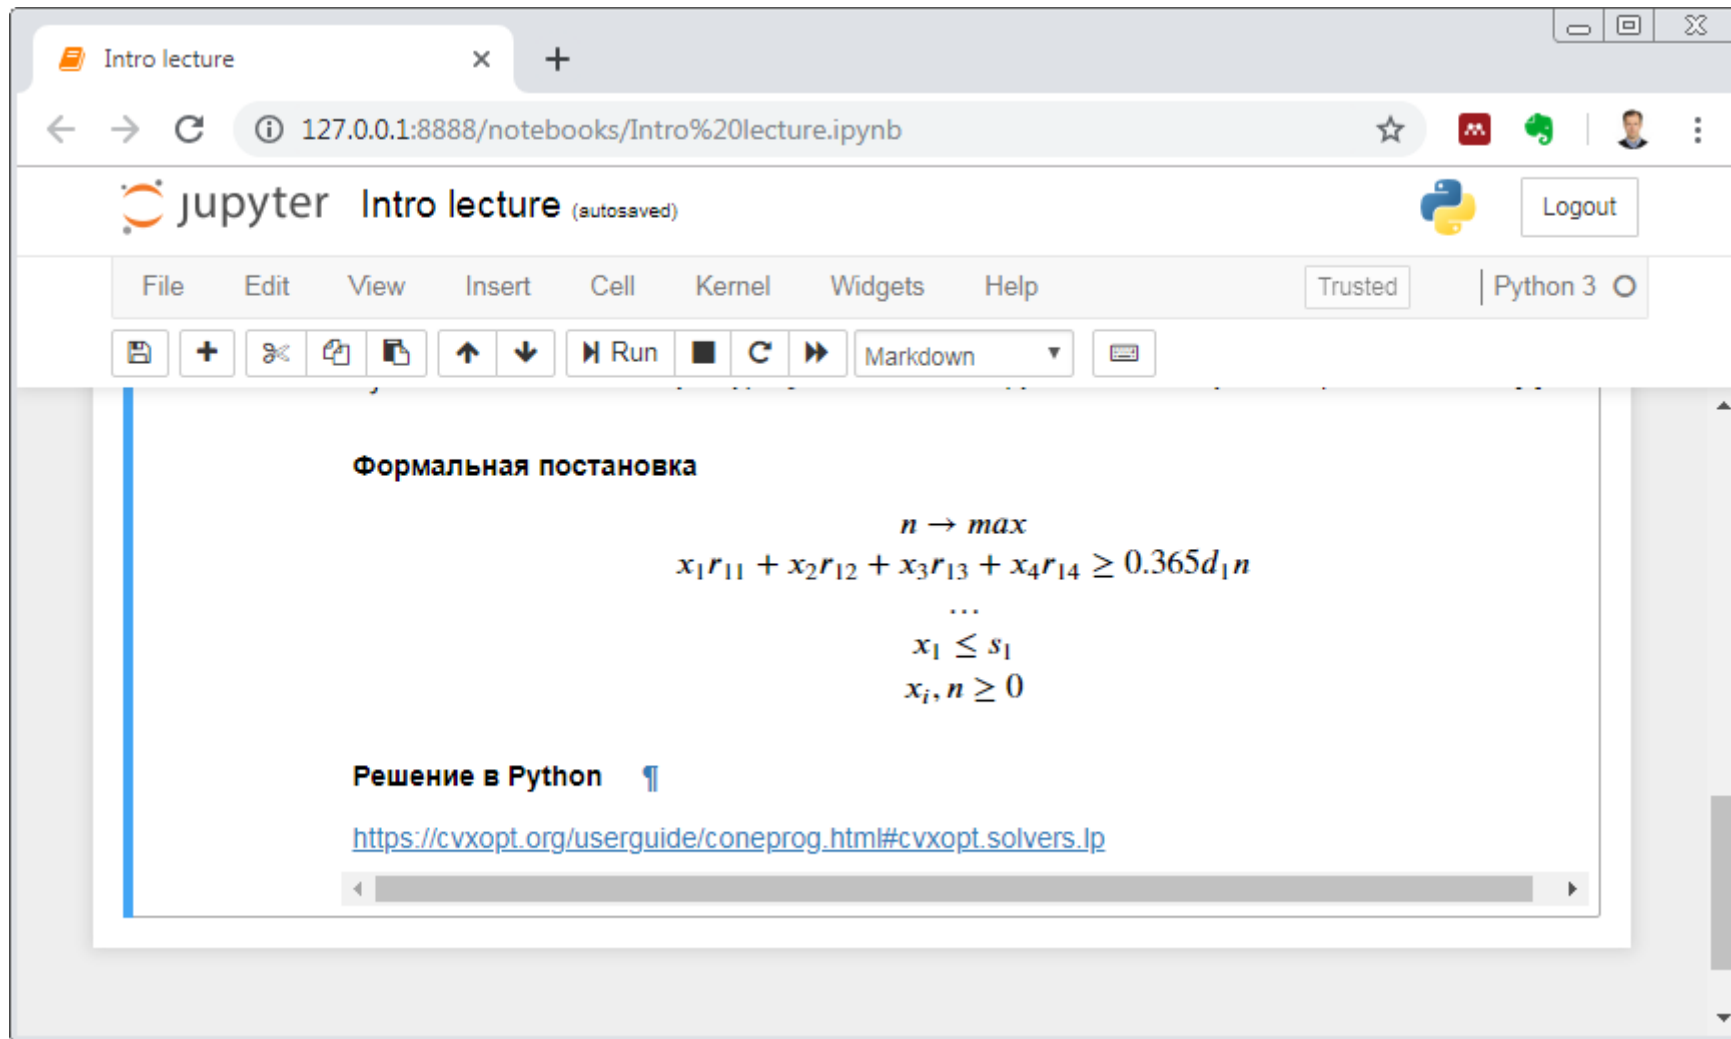 Intro lecture
127.0.0.1:8888/notebooks/Intro%20lecture.ipynb
jupyter Intro lecture (autosaved)
Logout
File Edit View Insert Cell Kernel Widgets Help Trusted Python 3
Run Markdown
Формальная постановка
n → max
x₁r₁₁ + x₂r₁₂ + x₃r₁₃ + x₄r₁₄ ≥ 0.365d₁n
...
x₁ ≤ s₁
xᵢ, n ≥ 0
Решение в Python ¶
https://cvxopt.org/userguide/coneprog.html#cvxopt.solvers.lp